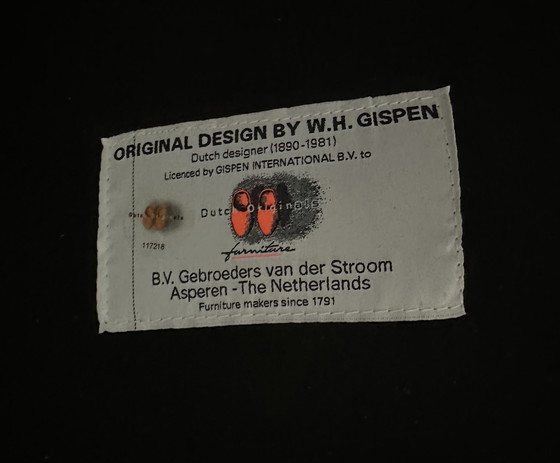 ORIGINAL DESIGN BY W.H. GISPEN
Dutch designer (1890-1981)
Licenced by GISPEN INTERNATIONAL B.V. to
Dutch Originals
117218
furniture
B.V. Gebroeders van der Stroom
Asperen -The Netherlands
Furniture makers since 1791